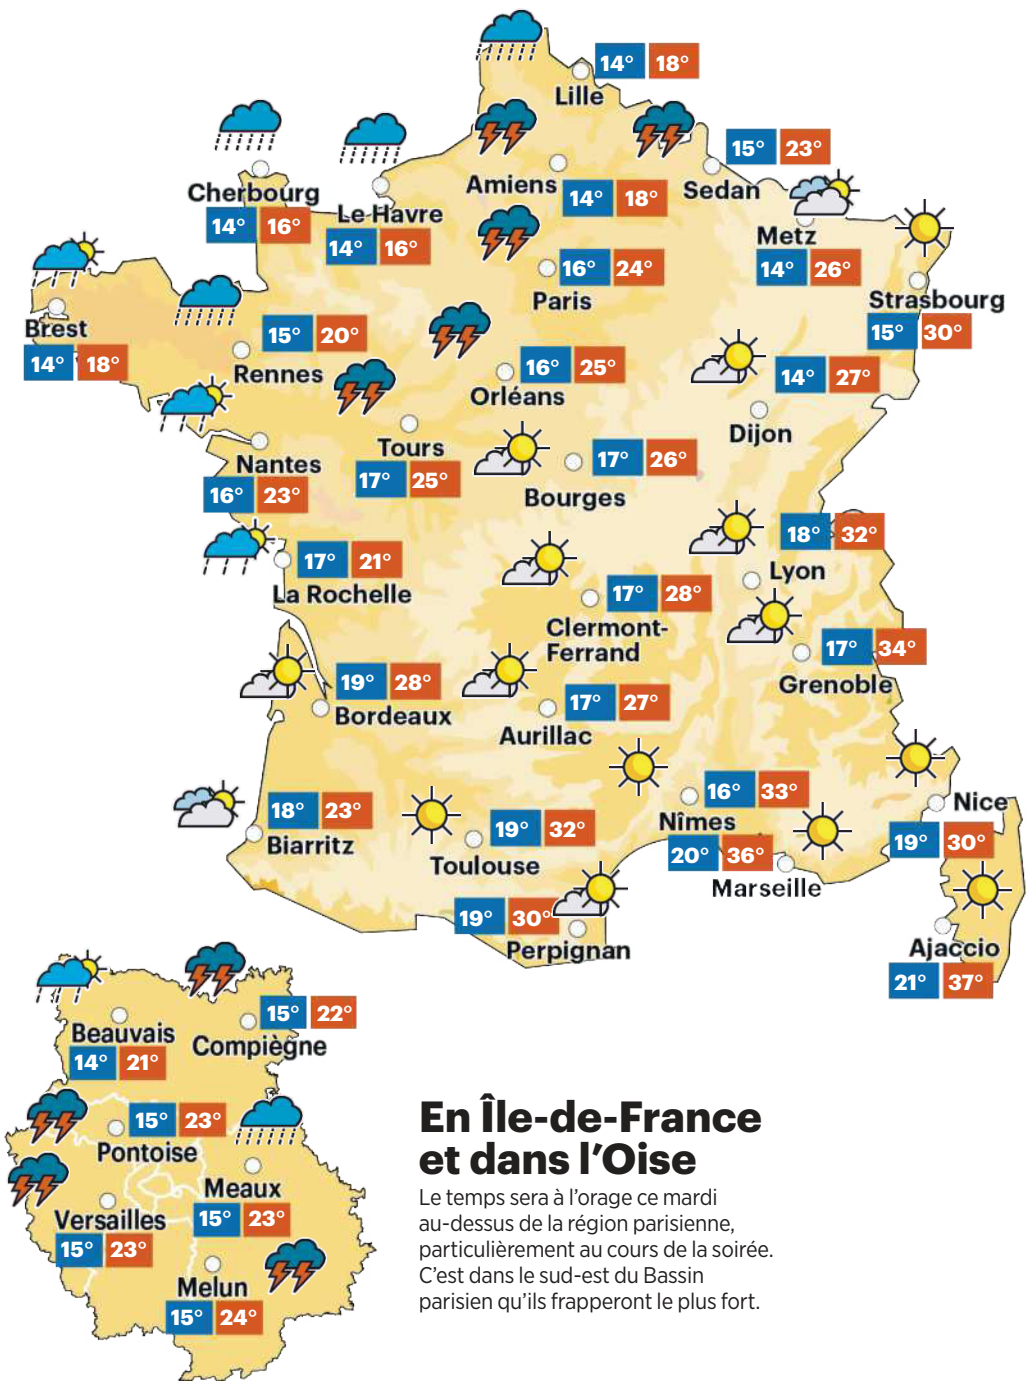 14° 18°
Lille
15° 23°
Sedan
Amiens
14° 18°
Cherbourg
14° 16°
Le Havre
14° 16°
Metz
14° 26°
16° 24°
Paris
Strasbourg
15° 30°
Brest
14° 18°
15° 20°
Rennes
16° 25°
Orléans
14° 27°
Dijon
Tours
17° 25°
Nantes
16° 23°
17° 26°
Bourges
18° 32°
Lyon
17° 21°
La Rochelle
17° 28°
Clermont-
Ferrand
17° 34°
Grenoble
19° 28°
Bordeaux
17° 27°
Aurillac
18° 23°
Biarritz
19° 32°
Toulouse
16° 33°
Nîmes
20° 36°
Marseille
Nice
19° 30°
19° 30°
Perpignan
Ajaccio
21° 37°
Beauvais
14° 21°
15° 22°
Compiègne
15° 23°
Pontoise
Meaux
15° 23°
Versailles
15° 23°
Melun
15° 24°
En Île-de-France
et dans l'Oise
Le temps sera à l'orage ce mardi
au-dessus de la région parisienne,
particulièrement au cours de la soirée.
C'est dans le sud-est du Bassin
parisien qu'ils frapperont le plus fort.